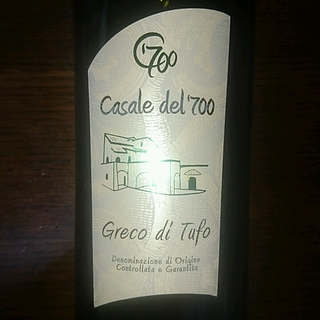 '700
Casale del '700
Greco di Tufo
Denominazione di Origine
Controllata e Garantita